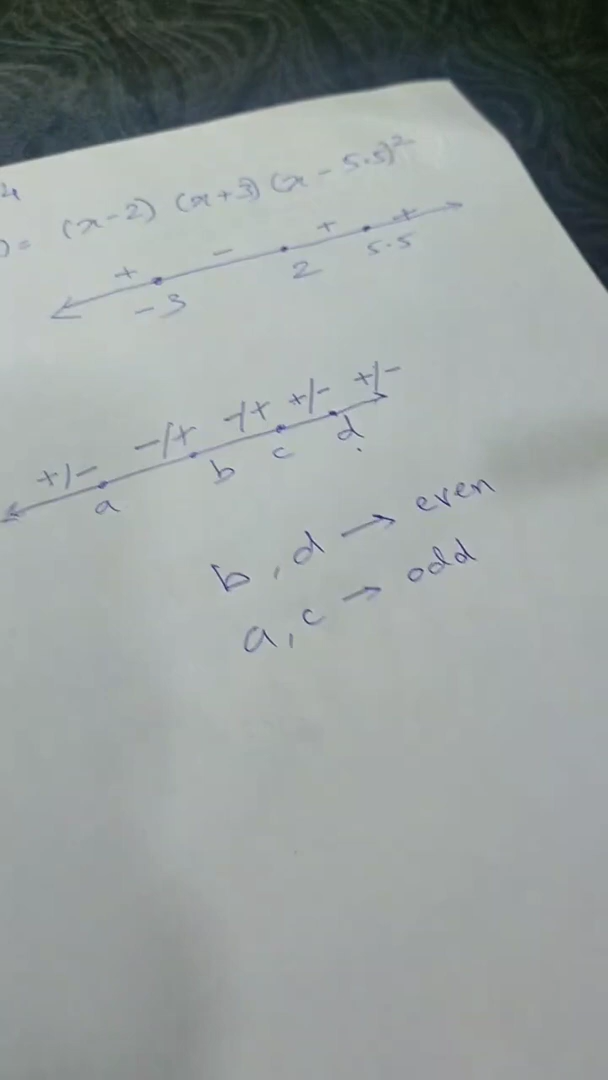 ) = (x-2) (x+3) (x - 5.5)²
+ - + +
-3 2 5.5
+/- -/+ -/+ +/- +/-
a b c d
b, d → even
a, c → odd